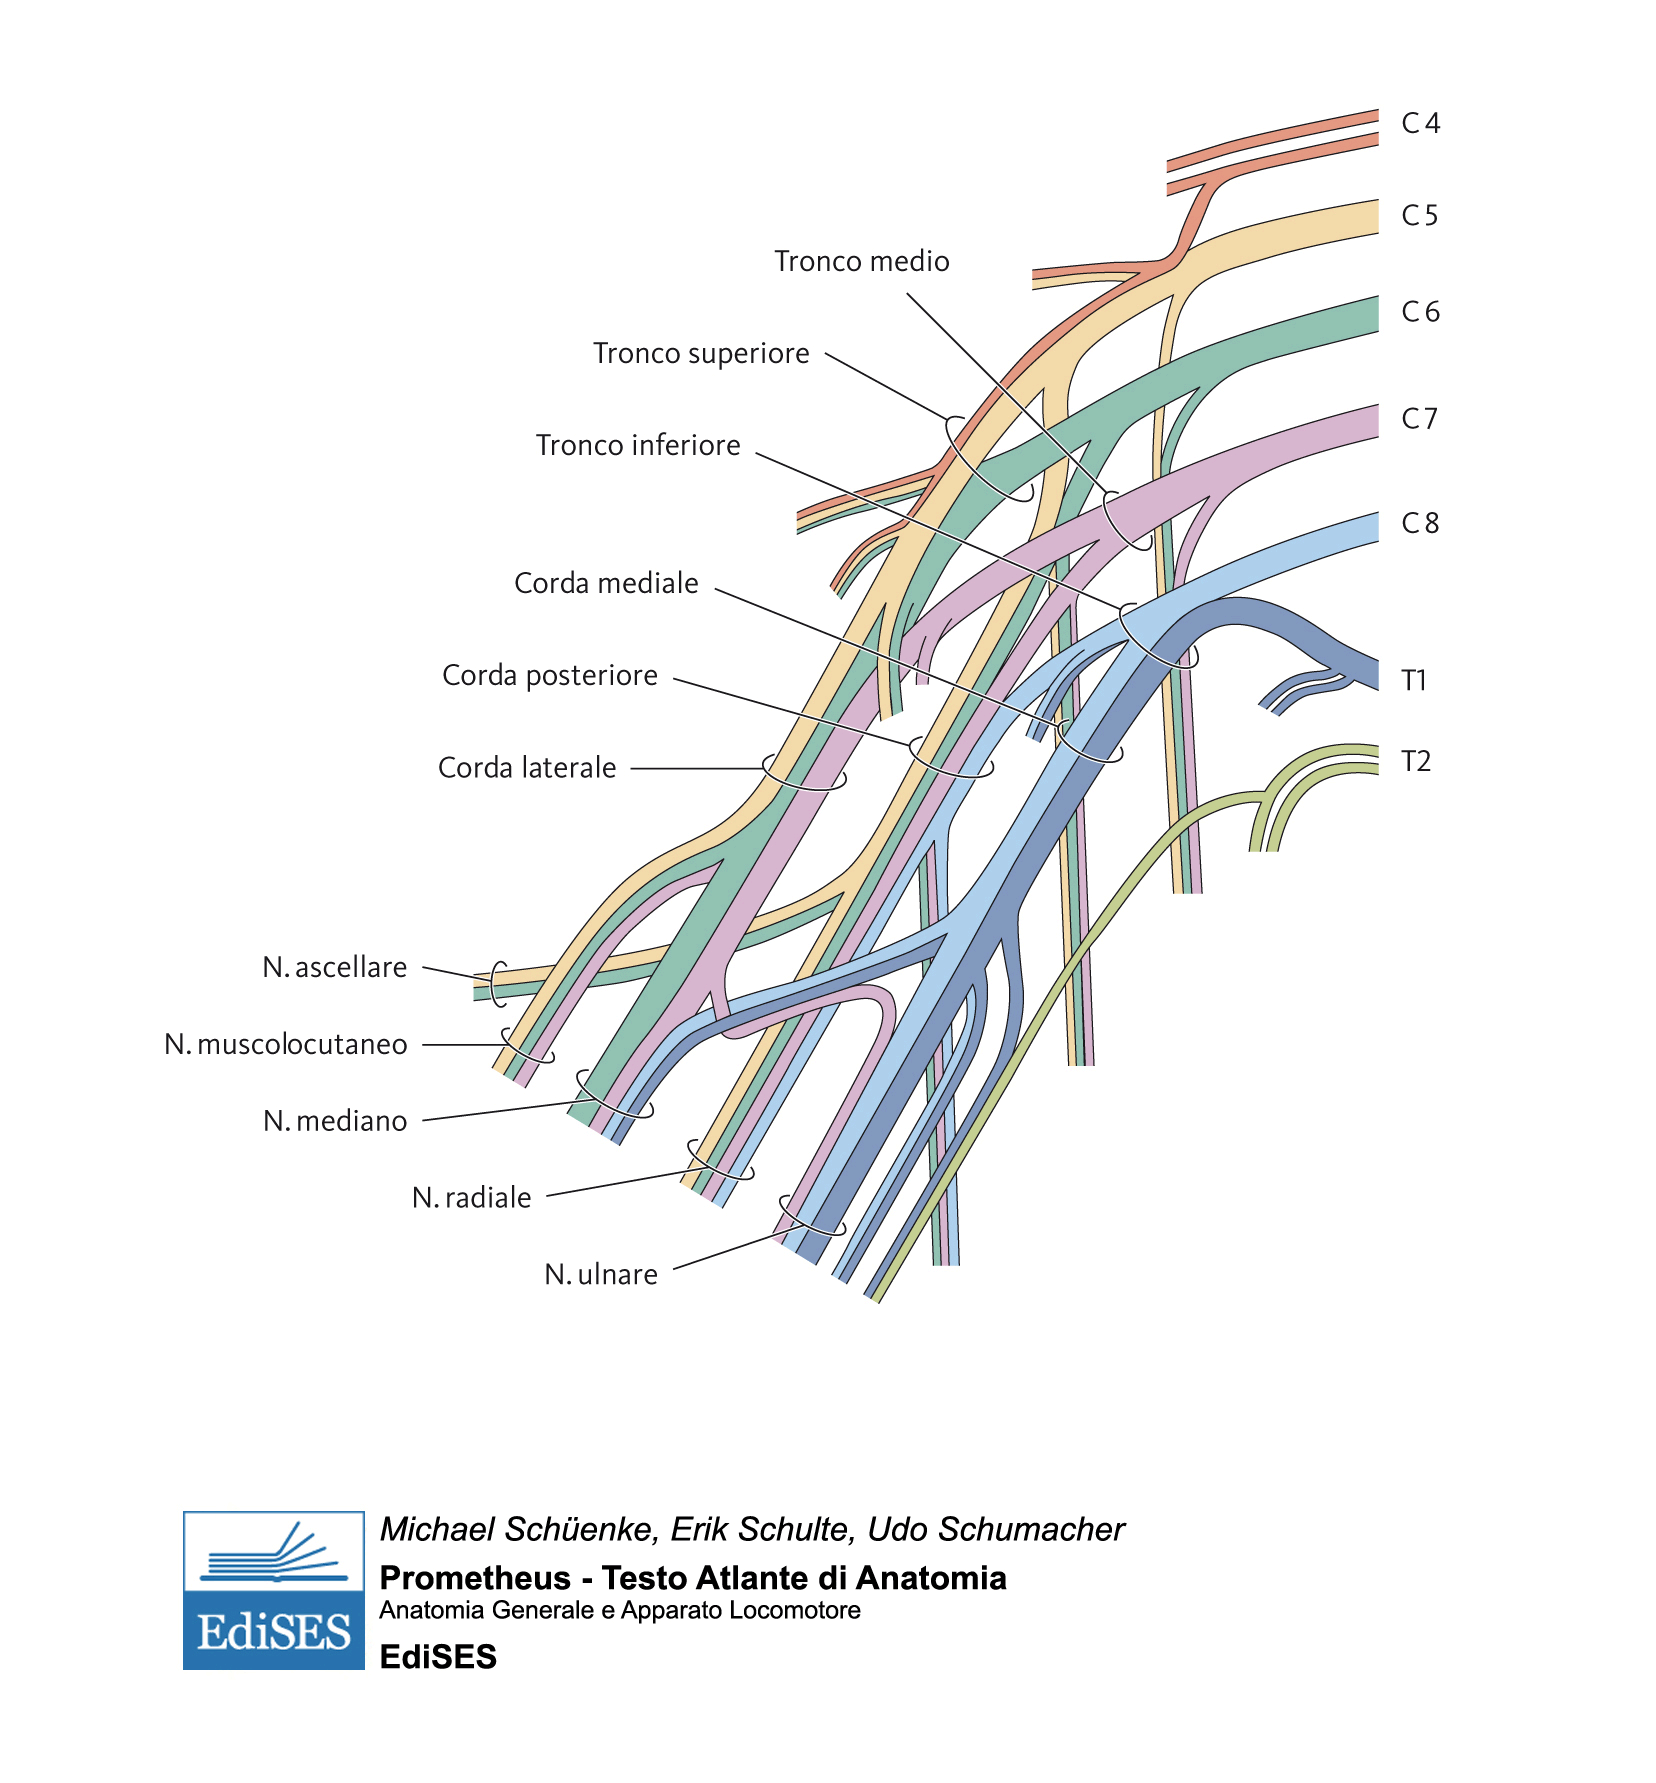 C 4
C 5
Tronco medio
C 6
Tronco superiore
C 7
Tronco inferiore
C 8
Corda mediale
Corda posteriore
T1
T2
Corda laterale
N. ascellare
N. muscolocutaneo
N. mediano
N. radiale
N. ulnare
Michael Schüenke, Erik Schulte, Udo Schumacher
Prometheus - Testo Atlante di Anatomia
Anatomia Generale e Apparato Locomotore
EdiSES
EdiSES